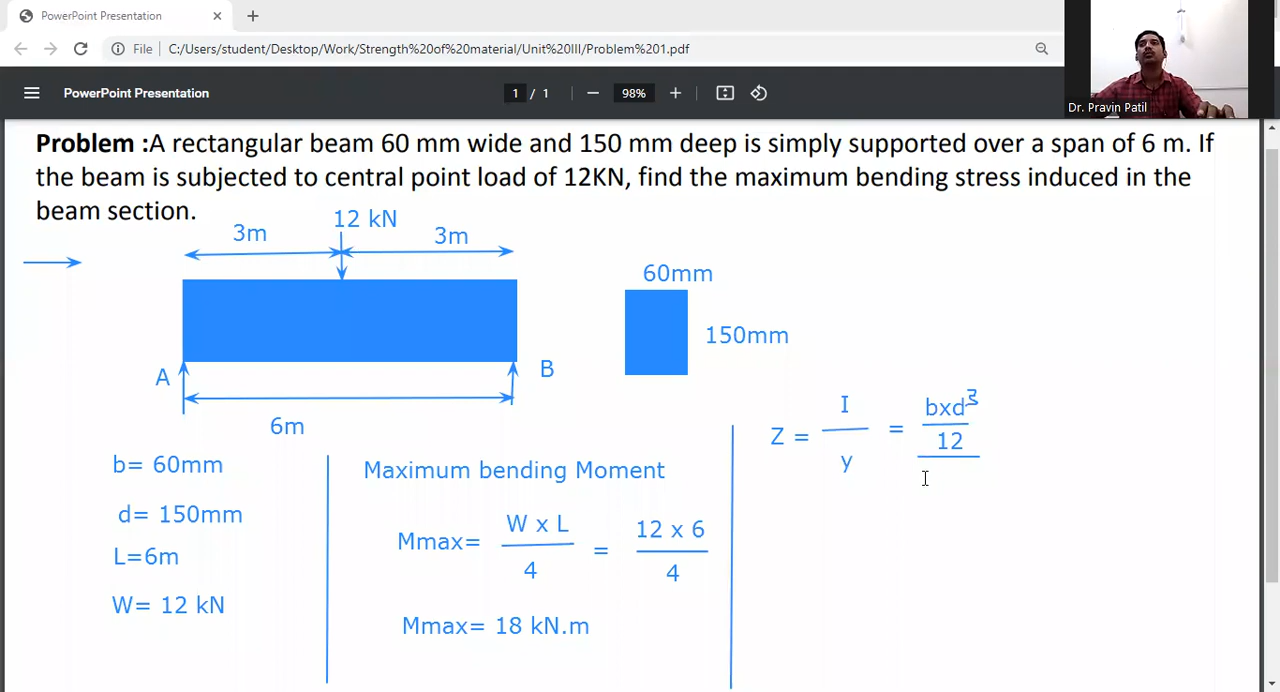 PowerPoint Presentation
File
C:/Users/student/Desktop/Work/Strength%20of%20material/Unit%20III/Problem%201.pdf
PowerPoint Presentation
1 / 1
98%
Dr. Pravin Patil
Problem :A rectangular beam 60 mm wide and 150 mm deep is simply supported over a span of 6 m. If
the beam is subjected to central point load of 12KN, find the maximum bending stress induced in the
beam section.
12 kN
3m
3m
60mm
150mm
A
B
6m
b= 60mm
d= 150mm
L=6m
W= 12 kN
Maximum bending Moment
Mmax= W x L / 4 = 12 x 6 / 4
Mmax= 18 kN.m
Z = I / y = bxd³ / 12